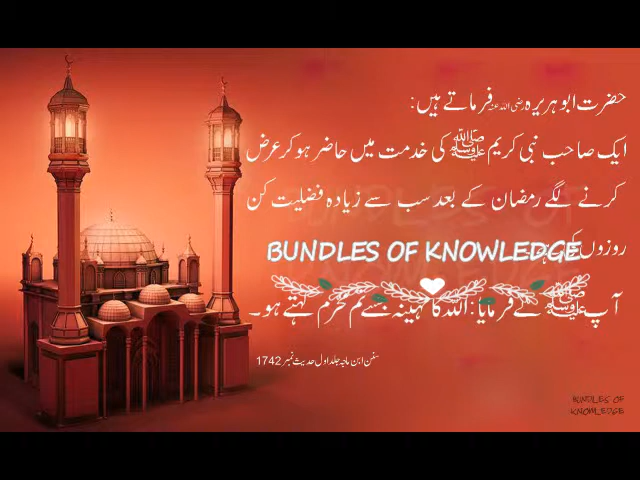 حضرت ابو ہریرہ رضی اللہ عنہ فرماتے ہیں:
ایک صاحب نبی کریم ﷺ کی خدمت میں حاضر ہو کر عرض
کرنے لگے رمضان کے بعد سب سے زیادہ فضلیت کن
روزوں کی
BUNDLES OF KNOWLEDGE
آپ ﷺ نے فرمایا: اللہ کا مہینہ جسے تم محرم کہتے ہو۔
سنن ابن ماجہ جلد اول حدیث نمبر 1742
BUNDLES OF
KNOWLEDGE